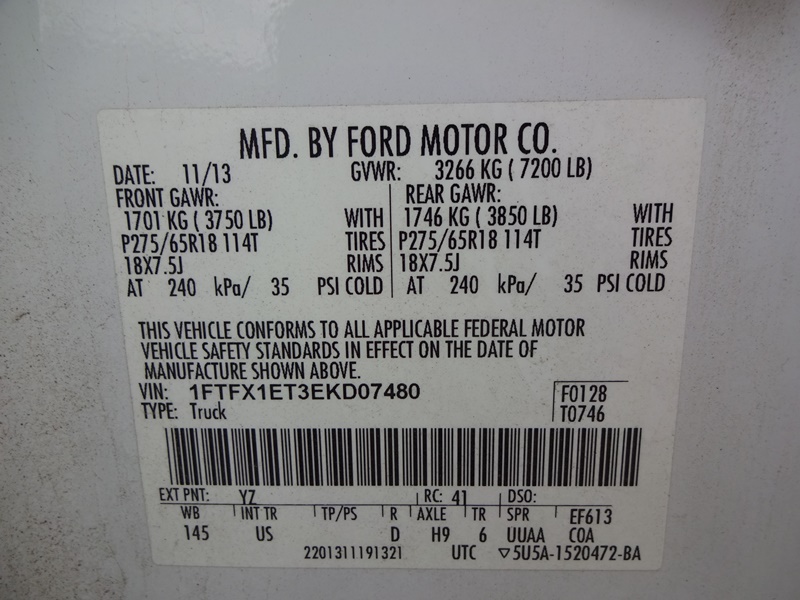 MFD. BY FORD MOTOR CO.
DATE: 11/13 GVWR: 3266 KG ( 7200 LB)
FRONT GAWR: REAR GAWR:
1701 KG ( 3750 LB) WITH 1746 KG ( 3850 LB) WITH
P275/65R18 114T TIRES P275/65R18 114T TIRES
18X7.5J RIMS 18X7.5J RIMS
AT 240 kPa/ 35 PSI COLD AT 240 kPa/ 35 PSI COLD
THIS VEHICLE CONFORMS TO ALL APPLICABLE FEDERAL MOTOR
VEHICLE SAFETY STANDARDS IN EFFECT ON THE DATE OF
MANUFACTURE SHOWN ABOVE.
VIN: 1FTFX1ET3EKD07480 F0128
TYPE: Truck T0746
EXT PNT: YZ RC: 41 DSO:
WB INT TR TP/PS R AXLE TR SPR EF613
145 US D H9 6 UUAA COA
2201311191321 UTC ▽5U5A-1520472-BA